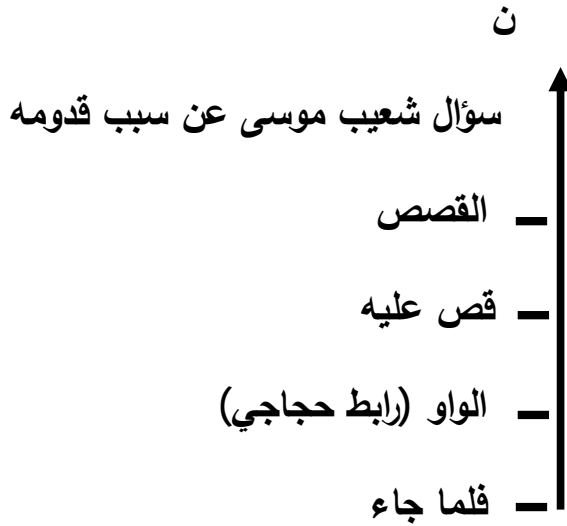 ن
سؤال شعيب موسى عن سبب قدومه
القصص
قص عليه
الواو (رابط حجاجي)
فلما جاء